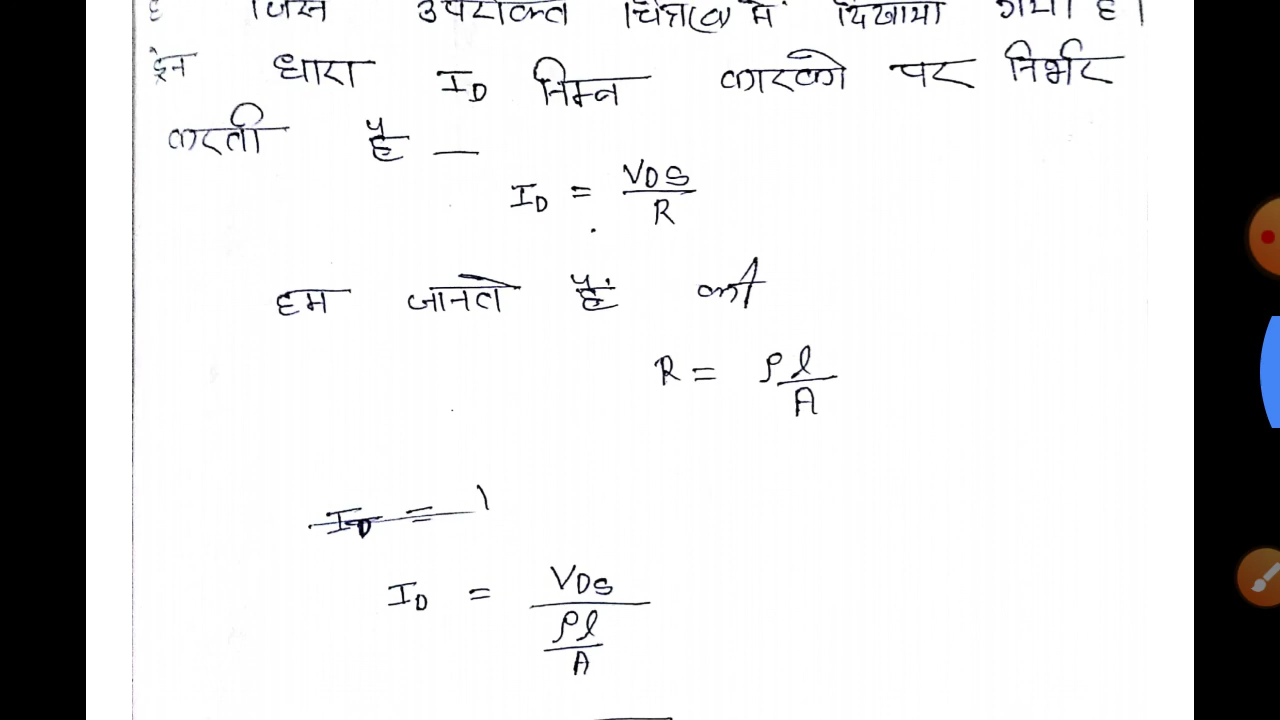 है जिसे उपरोक्त चित्र(b) में दिखाया गया है।
ड्रेन धारा I_D निम्न कारको पर निर्भर
करती है —
I_D = V_DS / R
हम जानते हैं की
R = ρl / A
I_D =
I_D = V_DS / (ρl / A)